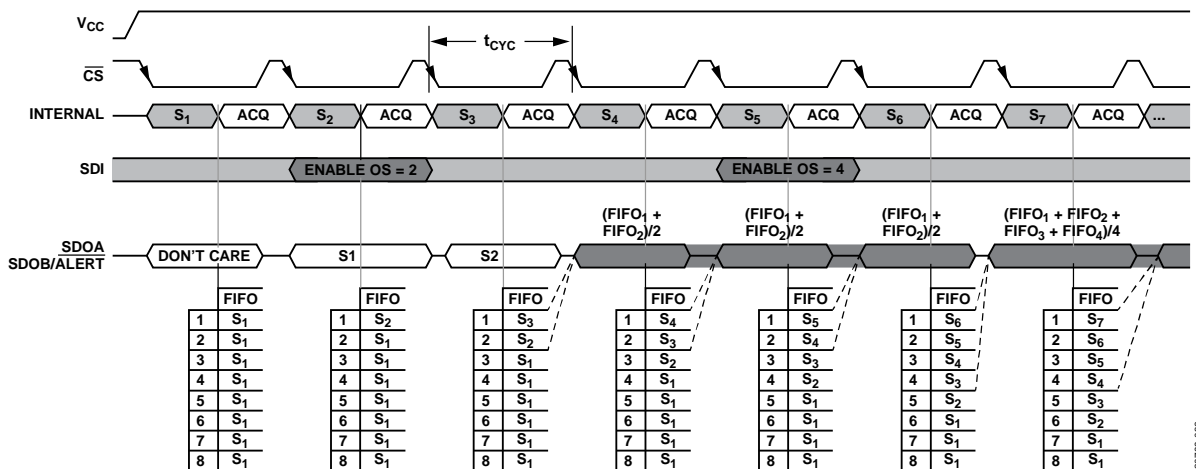 VCC
tCYC
CS
INTERNAL S1 ACQ S2 ACQ S3 ACQ S4 ACQ S5 ACQ S6 ACQ S7 ACQ ...
SDI ENABLE OS = 2 ENABLE OS = 4
(FIFO1 + FIFO2)/2 (FIFO1 + FIFO2)/2 (FIFO1 + FIFO2)/2 (FIFO1 + FIFO2 + FIFO3 + FIFO4)/4
SDOA
SDOB/ALERT DON'T CARE S1 S2
FIFO FIFO FIFO FIFO FIFO FIFO FIFO
1 S1 1 S2 1 S3 1 S4 1 S5 1 S6 1 S7
2 S1 2 S1 2 S2 2 S3 2 S4 2 S5 2 S6
3 S1 3 S1 3 S1 3 S2 3 S3 3 S4 3 S5
4 S1 4 S1 4 S1 4 S1 4 S2 4 S3 4 S4
5 S1 5 S1 5 S1 5 S1 5 S1 5 S2 5 S3
6 S1 6 S1 6 S1 6 S1 6 S1 6 S1 6 S2
7 S1 7 S1 7 S1 7 S1 7 S1 7 S1 7 S1
8 S1 8 S1 8 S1 8 S1 8 S1 8 S1 8 S1